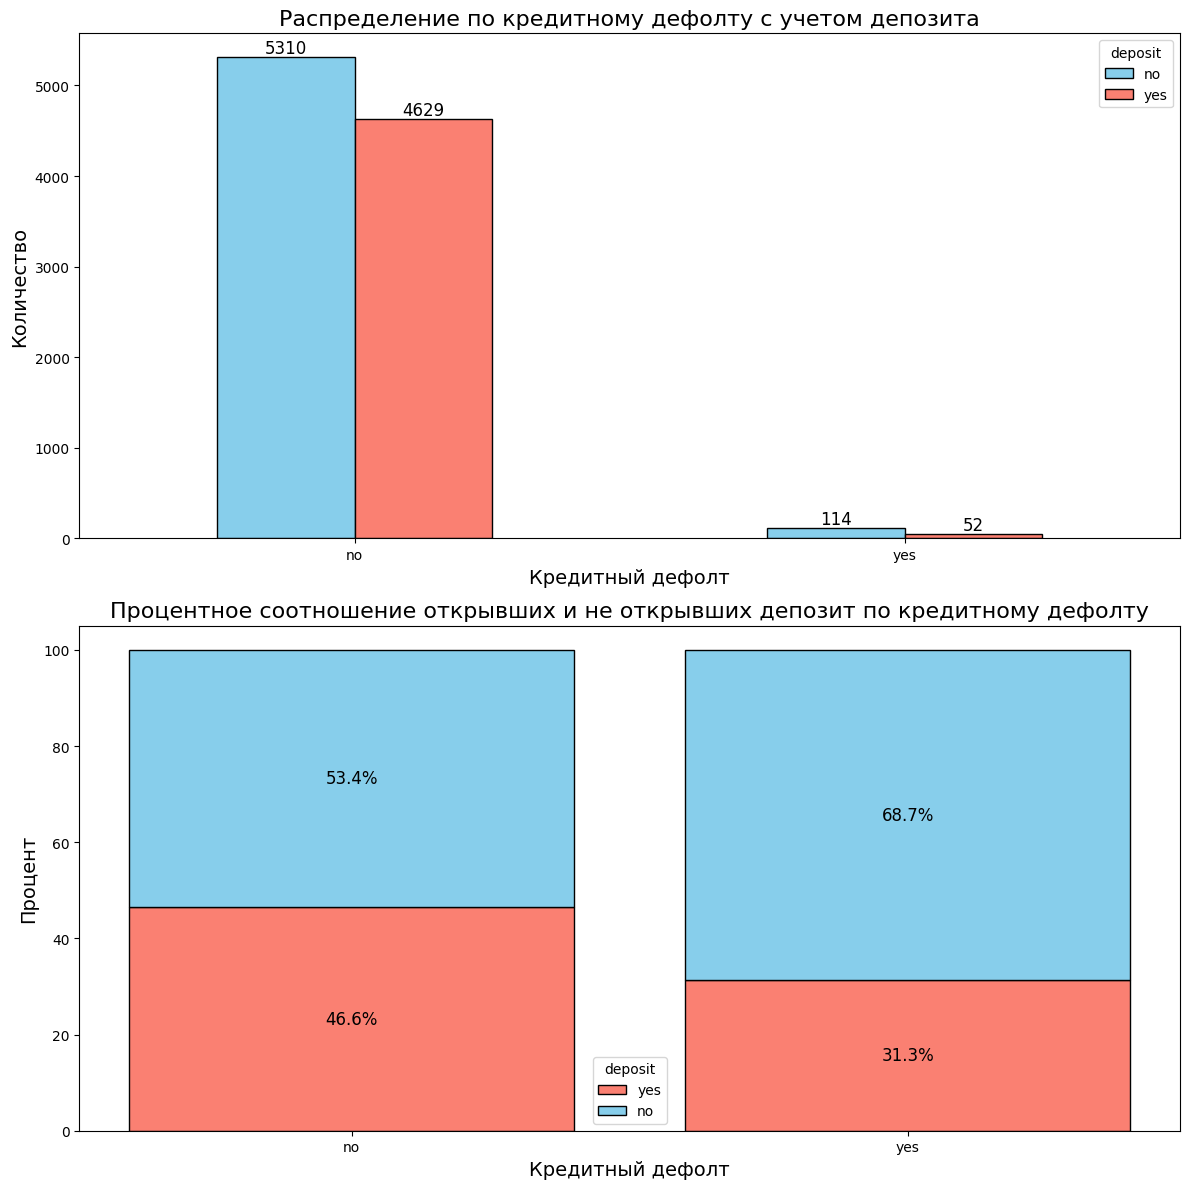 Распределение по кредитному дефолту с учетом депозита
5310
4629
114
52
deposit
no
yes
5000
4000
3000
2000
1000
0
Количество
no
yes
Кредитный дефолт
Процентное соотношение открывших и не открывших депозит по кредитному дефолту
100
80
60
40
20
0
Процент
53.4%
46.6%
68.7%
31.3%
deposit
yes
no
no
yes
Кредитный дефолт